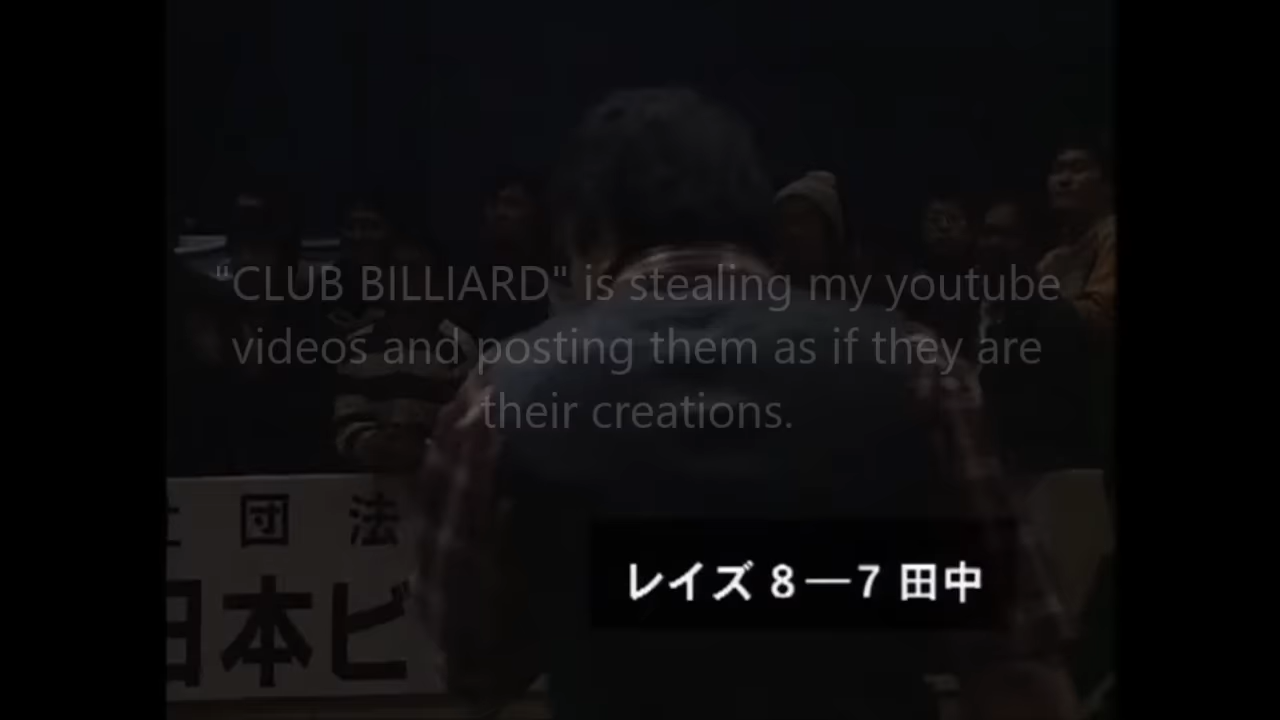 "CLUB BILLIARD" is stealing my youtube
videos and posting them as if they are
their creations.
団 法
日本ビ
レイズ 8—7 田中